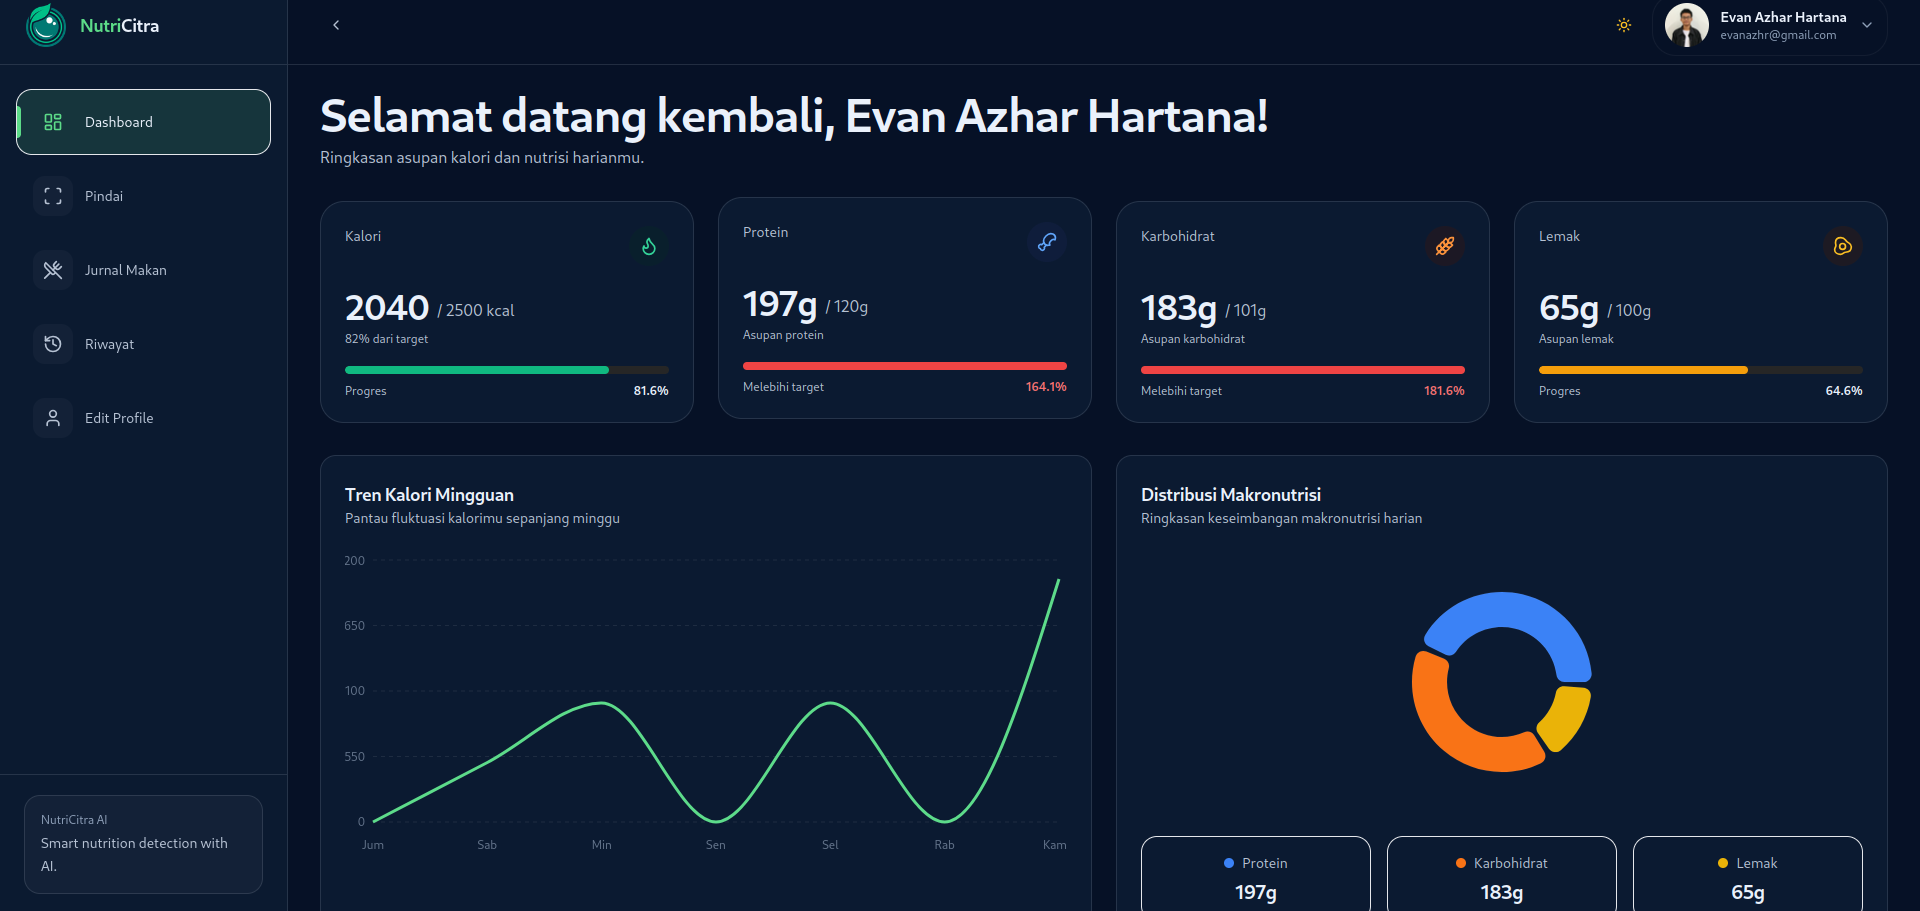 NutriCitra
Evan Azhar Hartana
evanazhr@gmail.com
Dashboard
Pindai
Jurnal Makan
Riwayat
Edit Profile
NutriCitra AI
Smart nutrition detection with
AI.
Selamat datang kembali, Evan Azhar Hartana!
Ringkasan asupan kalori dan nutrisi harianmu.
Kalori
2040 / 2500 kcal
82% dari target
Progres 81.6%
Protein
197g / 120g
Asupan protein
Melebihi target 164.1%
Karbohidrat
183g / 101g
Asupan karbohidrat
Melebihi target 181.6%
Lemak
65g / 100g
Asupan lemak
Progres 64.6%
Tren Kalori Mingguan
Pantau fluktuasi kalorimu sepanjang minggu
200
650
100
550
0
Jum Sab Min Sen Sel Rab Kam
Distribusi Makronutrisi
Ringkasan keseimbangan makronutrisi harian
Protein
197g
Karbohidrat
183g
Lemak
65g